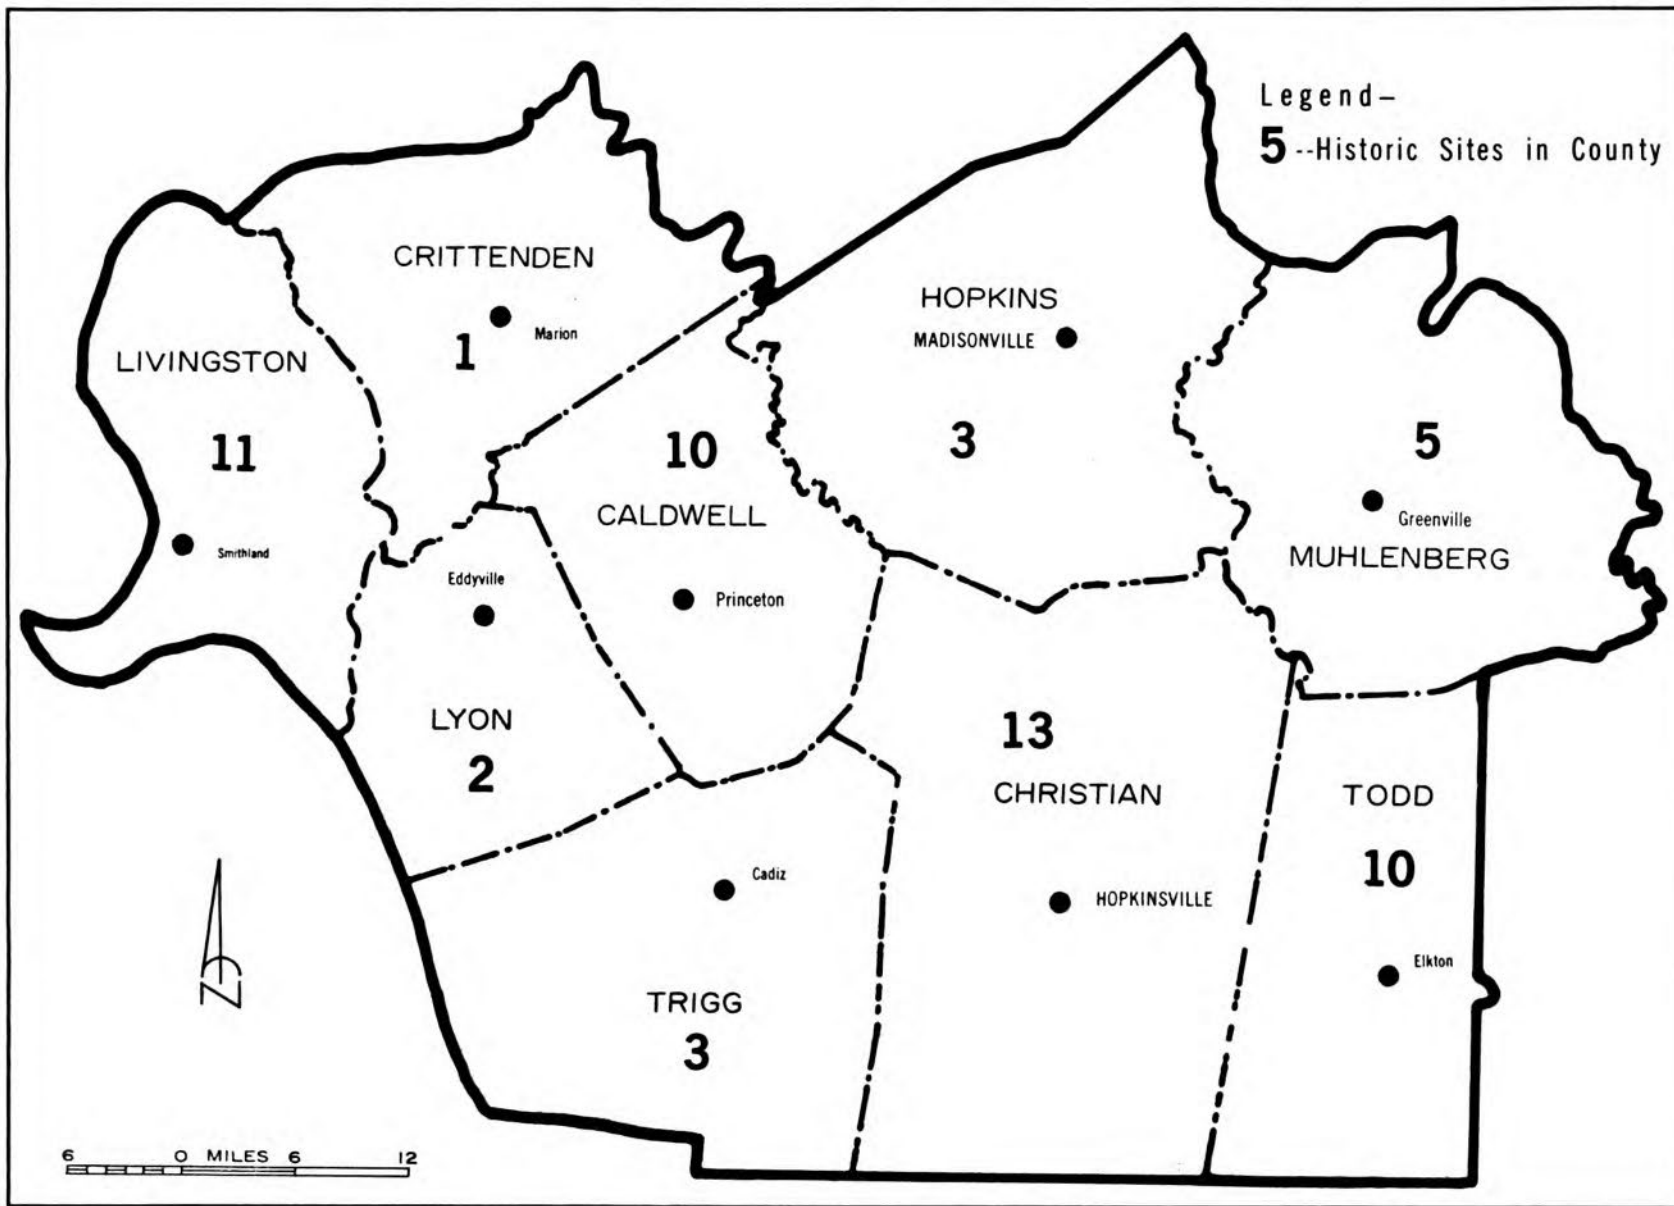 Legend-
5 --Historic Sites in County
CRITTENDEN
Marion
1
HOPKINS
MADISONVILLE
3
LIVINGSTON
11
Smithland
10
CALDWELL
Princeton
5
Greenville
MUHLENBERG
Eddyville
LYON
2
13
CHRISTIAN
HOPKINSVILLE
TODD
10
Elkton
Cadiz
TRIGG
3
N
6 0 MILES 6 12